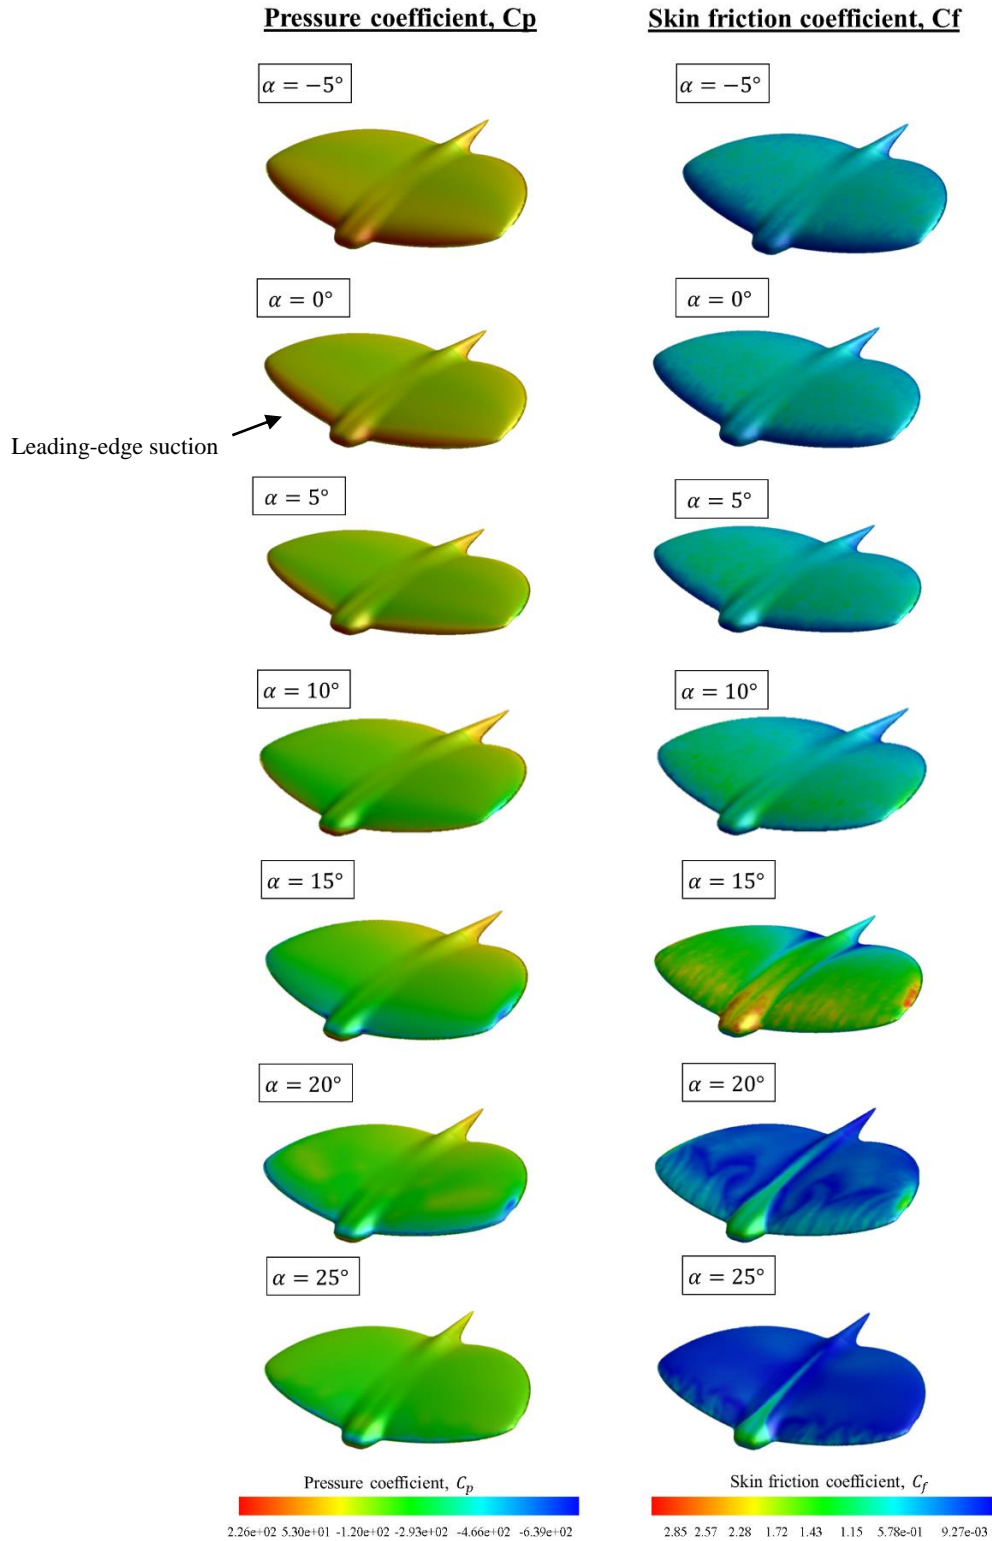 Pressure coefficient, Cp
Skin friction coefficient, Cf
α = −5°
α = −5°
α = 0°
α = 0°
Leading-edge suction
α = 5°
α = 5°
α = 10°
α = 10°
α = 15°
α = 15°
α = 20°
α = 20°
α = 25°
α = 25°
Pressure coefficient, Cₚ
2.26e+02 5.30e+01 -1.20e+02 -2.93e+02 -4.66e+02 -6.39e+02
Skin friction coefficient, C_f
2.85 2.57 2.28 1.72 1.43 1.15 5.78e-01 9.27e-03